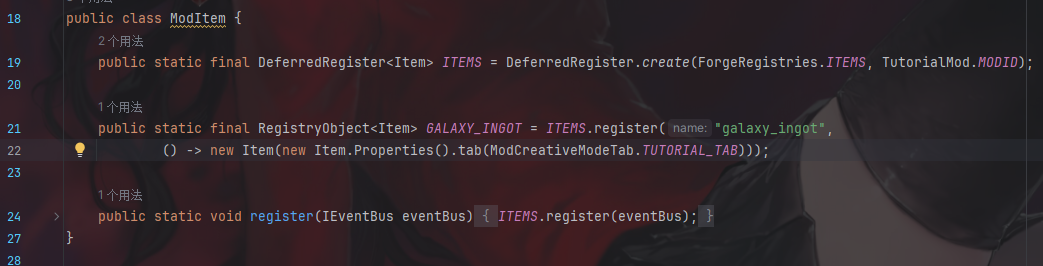 18 public class ModItem {
2个用法
19 public static final DeferredRegister<Item> ITEMS = DeferredRegister.create(ForgeRegistries.ITEMS, TutorialMod.MODID);
20
1个用法
21 public static final RegistryObject<Item> GALAXY_INGOT = ITEMS.register( name: "galaxy_ingot",
22 () -> new Item(new Item.Properties().tab(ModCreativeModeTab.TUTORIAL_TAB)));
23
1个用法
24 public static void register(IEventBus eventBus) { ITEMS.register(eventBus); }
27 }
28